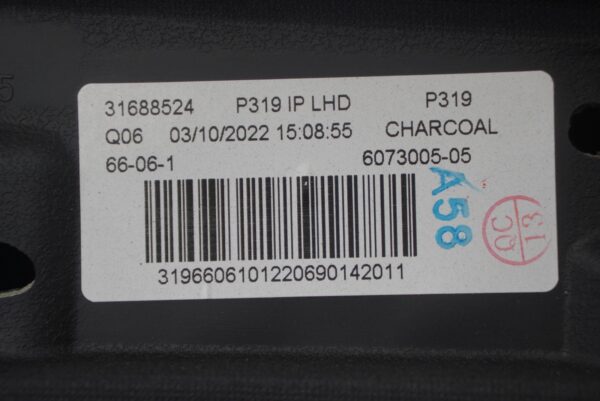 31688524 P319 IP LHD P319
Q06 03/10/2022 15:08:55 CHARCOAL
66-06-1 6073005-05
A58
QC 13
3196606101220690142011
5